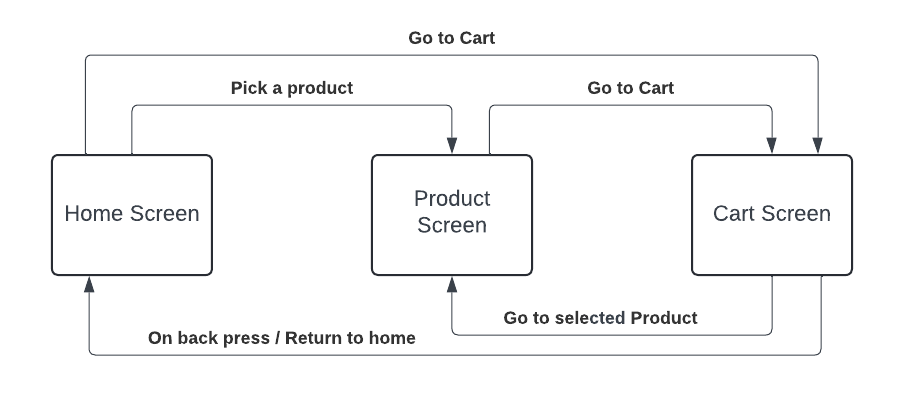 Go to Cart
Pick a product
Go to Cart
Home Screen
Product
Screen
Cart Screen
Go to selected Product
On back press / Return to home